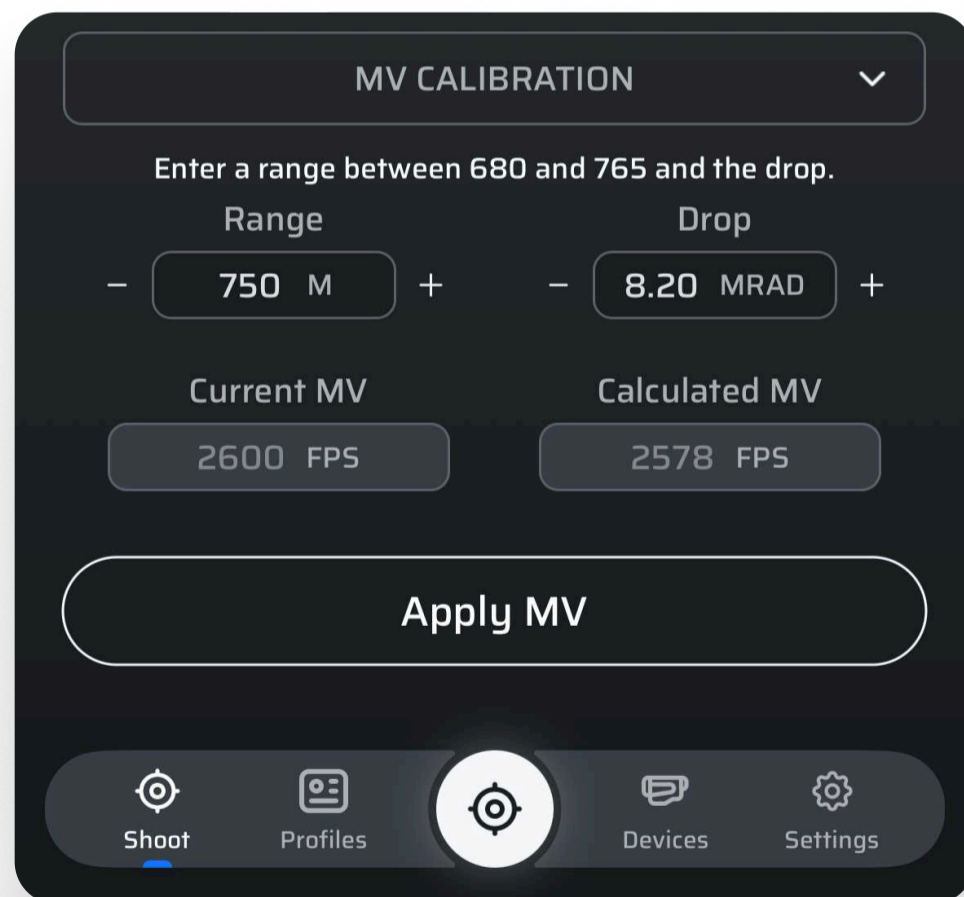 MV CALIBRATION
Enter a range between 680 and 765 and the drop.
Range Drop
− 750 M + − 8.20 MRAD +
Current MV Calculated MV
2600 FPS 2578 FPS
Apply MV
Shoot Profiles Devices Settings